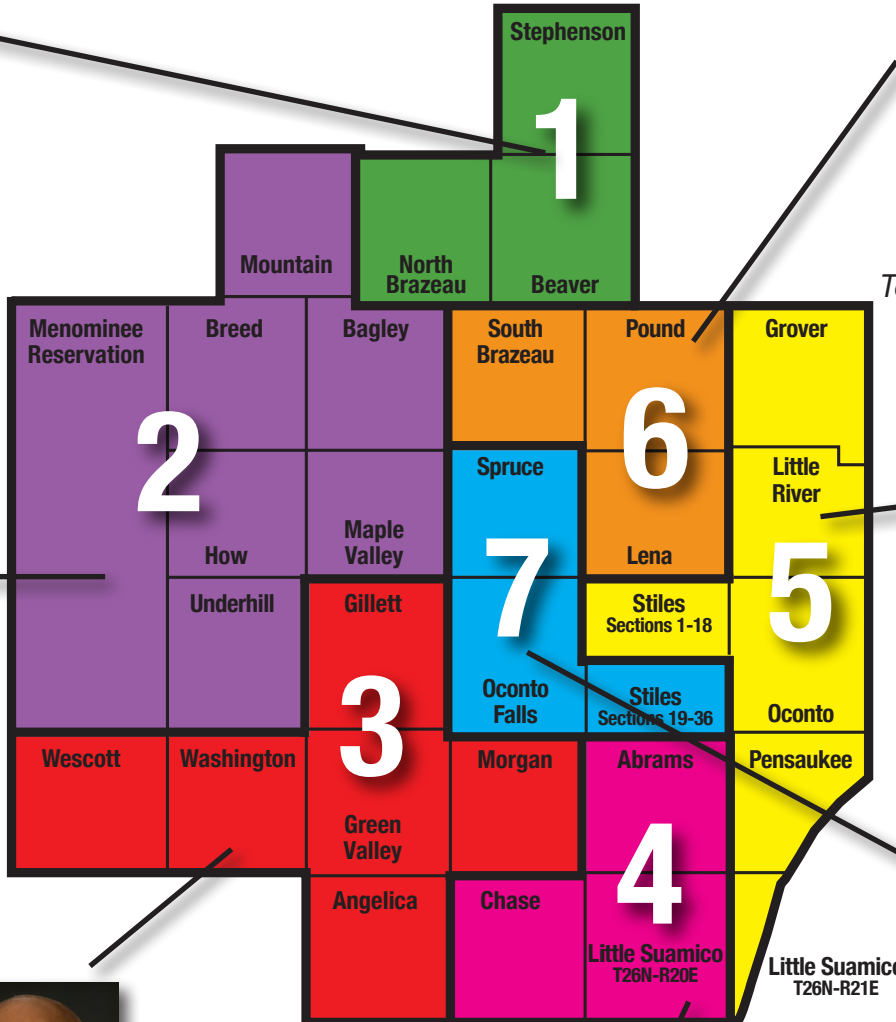 Stephenson
1
Mountain
North
Brazeau
Beaver
Menominee
Reservation
Breed
Bagley
South
Brazeau
Pound
Grover
2
6
Spruce
Little
River
How
Maple
Valley
7
Lena
5
Underhill
Gillett
Stiles
Sections 1-18
3
Oconto
Falls
Stiles
Sections 19-36
Oconto
Wescott
Washington
Morgan
Abrams
Pensaukee
Green
Valley
4
Angelica
Chase
Little Suamico
T26N-R20E
Little Suamico
T26N-R21E